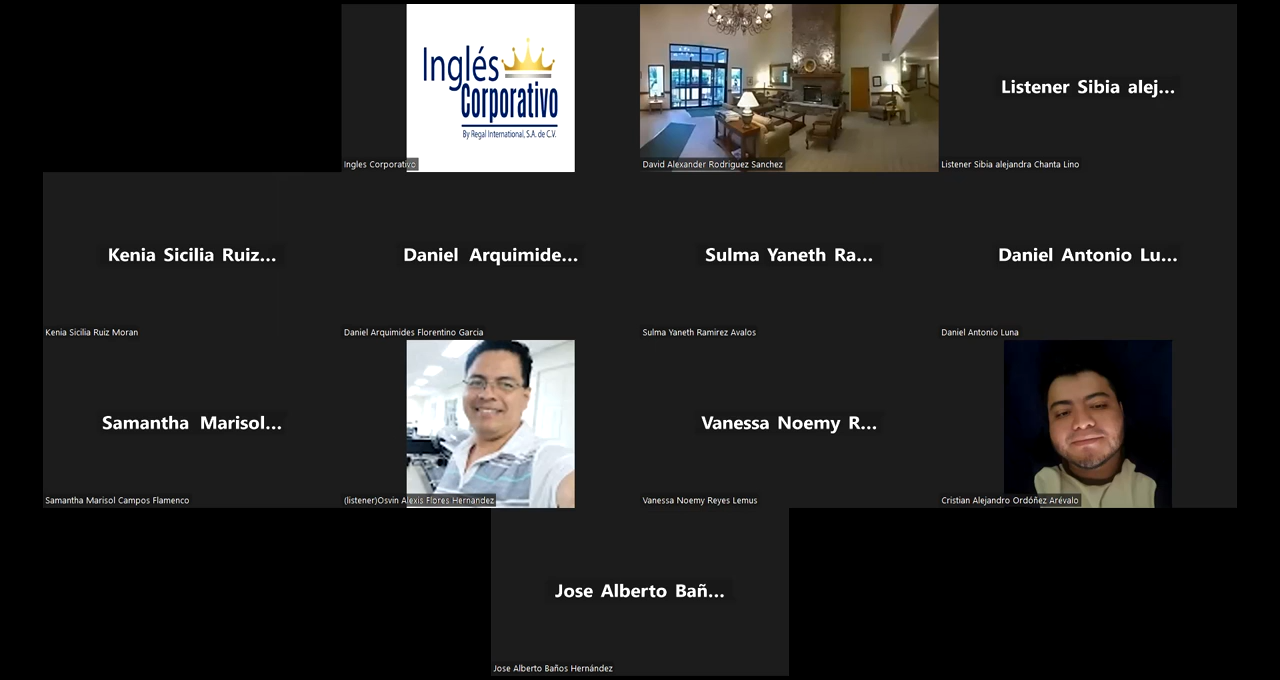 Inglés
Corporativo
By Regal International, S.A. de C.V.
Ingles Corporativo
David Alexander Rodriguez Sanchez
Listener Sibia alej...
Listener Sibia alejandra Chanta Lino
Kenia Sicilia Ruiz...
Kenia Sicilia Ruiz Moran
Daniel Arquimide...
Daniel Arquimides Florentino Garcia
Sulma Yaneth Ra...
Sulma Yaneth Ramirez Avalos
Daniel Antonio Lu...
Daniel Antonio Luna
Samantha Marisol...
Samantha Marisol Campos Flamenco
(listener)Osvin Alexis Flores Hernandez
Vanessa Noemy R...
Vanessa Noemy Reyes Lemus
Cristian Alejandro Ordóñez Arévalo
Jose Alberto Bañ...
Jose Alberto Baños Hernández